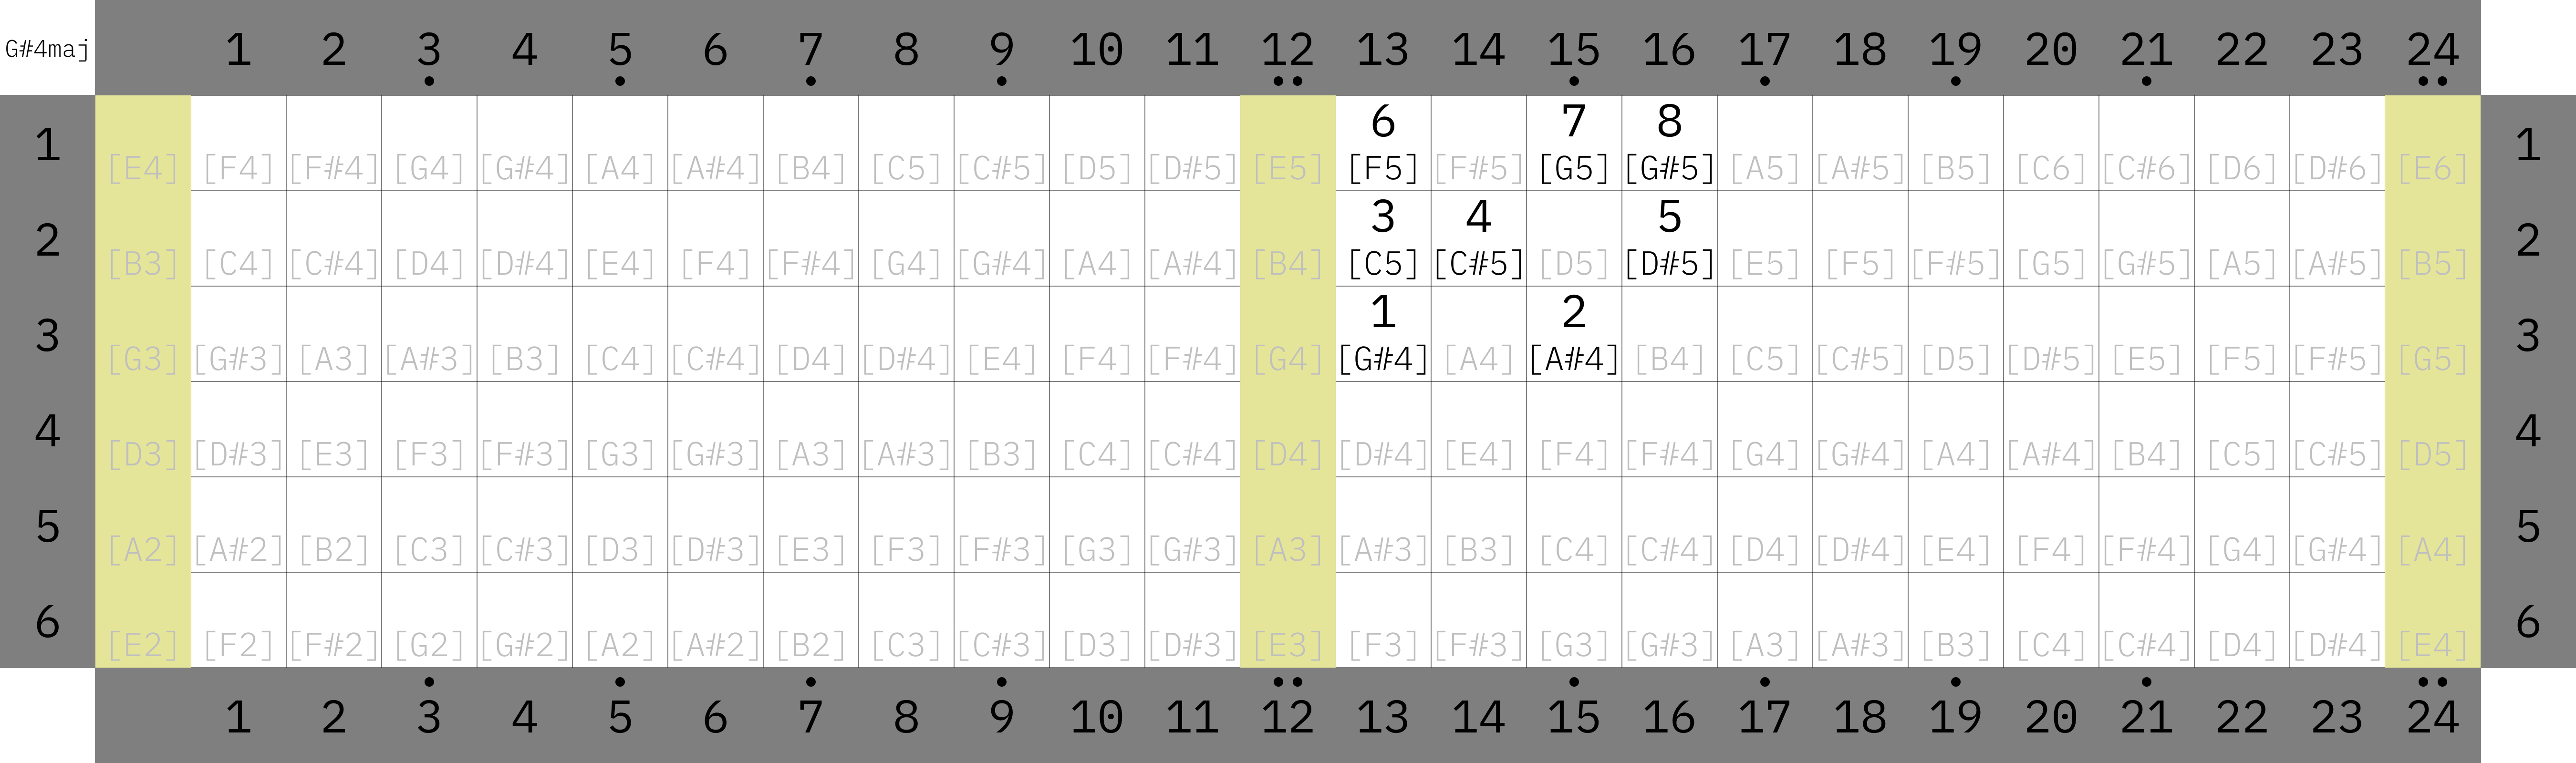 G#4maj 1 2 3 4 5 6 7 8 9 10 11 12 13 14 15 16 17 18 19 20 21 22 23 24
6 7 8
1 [E4] [F4] [F#4] [G4] [G#4] [A4] [A#4] [B4] [C5] [C#5] [D5] [D#5] [E5] [F5] [F#5] [G5] [G#5] [A5] [A#5] [B5] [C6] [C#6] [D6] [D#6] [E6] 1
3 4 5
2 [B3] [C4] [C#4] [D4] [D#4] [E4] [F4] [F#4] [G4] [G#4] [A4] [A#4] [B4] [C5] [C#5] [D5] [D#5] [E5] [F5] [F#5] [G5] [G#5] [A5] [A#5] [B5] 2
1 2
3 [G3] [G#3] [A3] [A#3] [B3] [C4] [C#4] [D4] [D#4] [E4] [F4] [F#4] [G4] [G#4] [A4] [A#4] [B4] [C5] [C#5] [D5] [D#5] [E5] [F5] [F#5] [G5] 3
4 [D3] [D#3] [E3] [F3] [F#3] [G3] [G#3] [A3] [A#3] [B3] [C4] [C#4] [D4] [D#4] [E4] [F4] [F#4] [G4] [G#4] [A4] [A#4] [B4] [C5] [C#5] [D5] 4
5 [A2] [A#2] [B2] [C3] [C#3] [D3] [D#3] [E3] [F3] [F#3] [G3] [G#3] [A3] [A#3] [B3] [C4] [C#4] [D4] [D#4] [E4] [F4] [F#4] [G4] [G#4] [A4] 5
6 [E2] [F2] [F#2] [G2] [G#2] [A2] [A#2] [B2] [C3] [C#3] [D3] [D#3] [E3] [F3] [F#3] [G3] [G#3] [A3] [A#3] [B3] [C4] [C#4] [D4] [D#4] [E4] 6
1 2 3 4 5 6 7 8 9 10 11 12 13 14 15 16 17 18 19 20 21 22 23 24